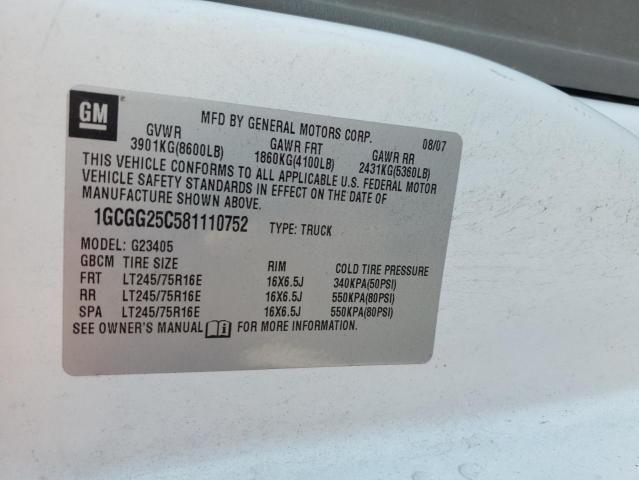 GM
MFD BY GENERAL MOTORS CORP. 08/07
GVWR GAWR FRT GAWR RR
3901KG(8600LB) 1860KG(4100LB) 2431KG(5360LB)
THIS VEHICLE CONFORMS TO ALL APPLICABLE U.S. FEDERAL MOTOR
VEHICLE SAFETY STANDARDS IN EFFECT ON THE DATE OF
MANUFACTURE SHOWN ABOVE.
1GCGG25C581110752 TYPE: TRUCK
MODEL: G23405
GBCM TIRE SIZE RIM COLD TIRE PRESSURE
FRT LT245/75R16E 16X6.5J 340KPA(50PSI)
RR LT245/75R16E 16X6.5J 550KPA(80PSI)
SPA LT245/75R16E 16X6.5J 550KPA(80PSI)
SEE OWNER'S MANUAL FOR MORE INFORMATION.